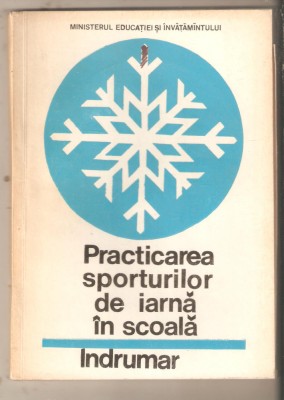 MINISTERUL EDUCAȚIEI ȘI ÎNVĂȚĂMÎNTULUI
Practicarea
sporturilor
de iarnă
în scoală
Indrumar